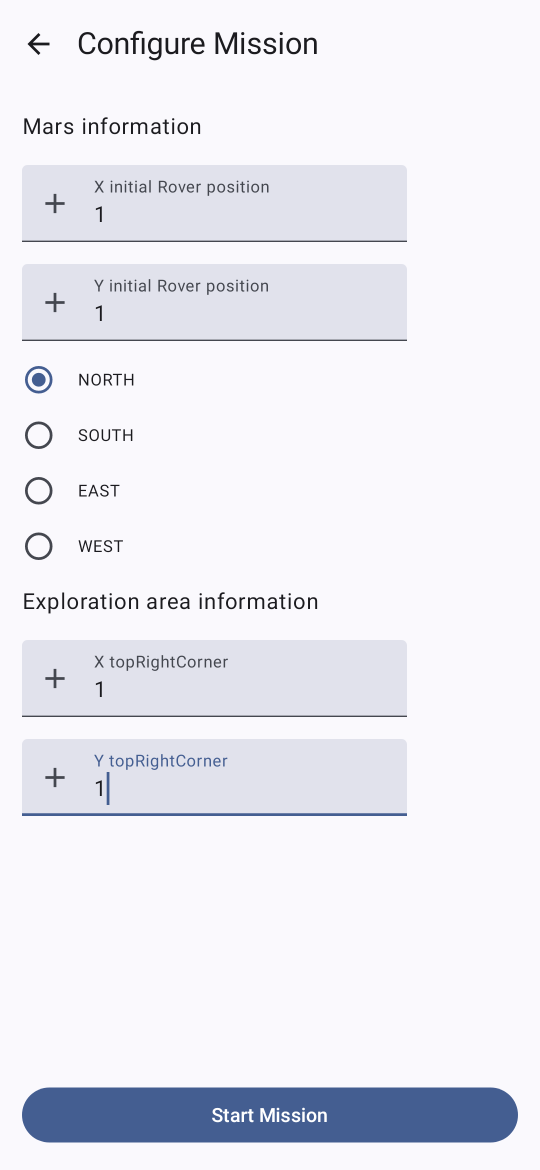 Configure Mission
Mars information
X initial Rover position
1
Y initial Rover position
1
NORTH
SOUTH
EAST
WEST
Exploration area information
X topRightCorner
1
Y topRightCorner
1
Start Mission